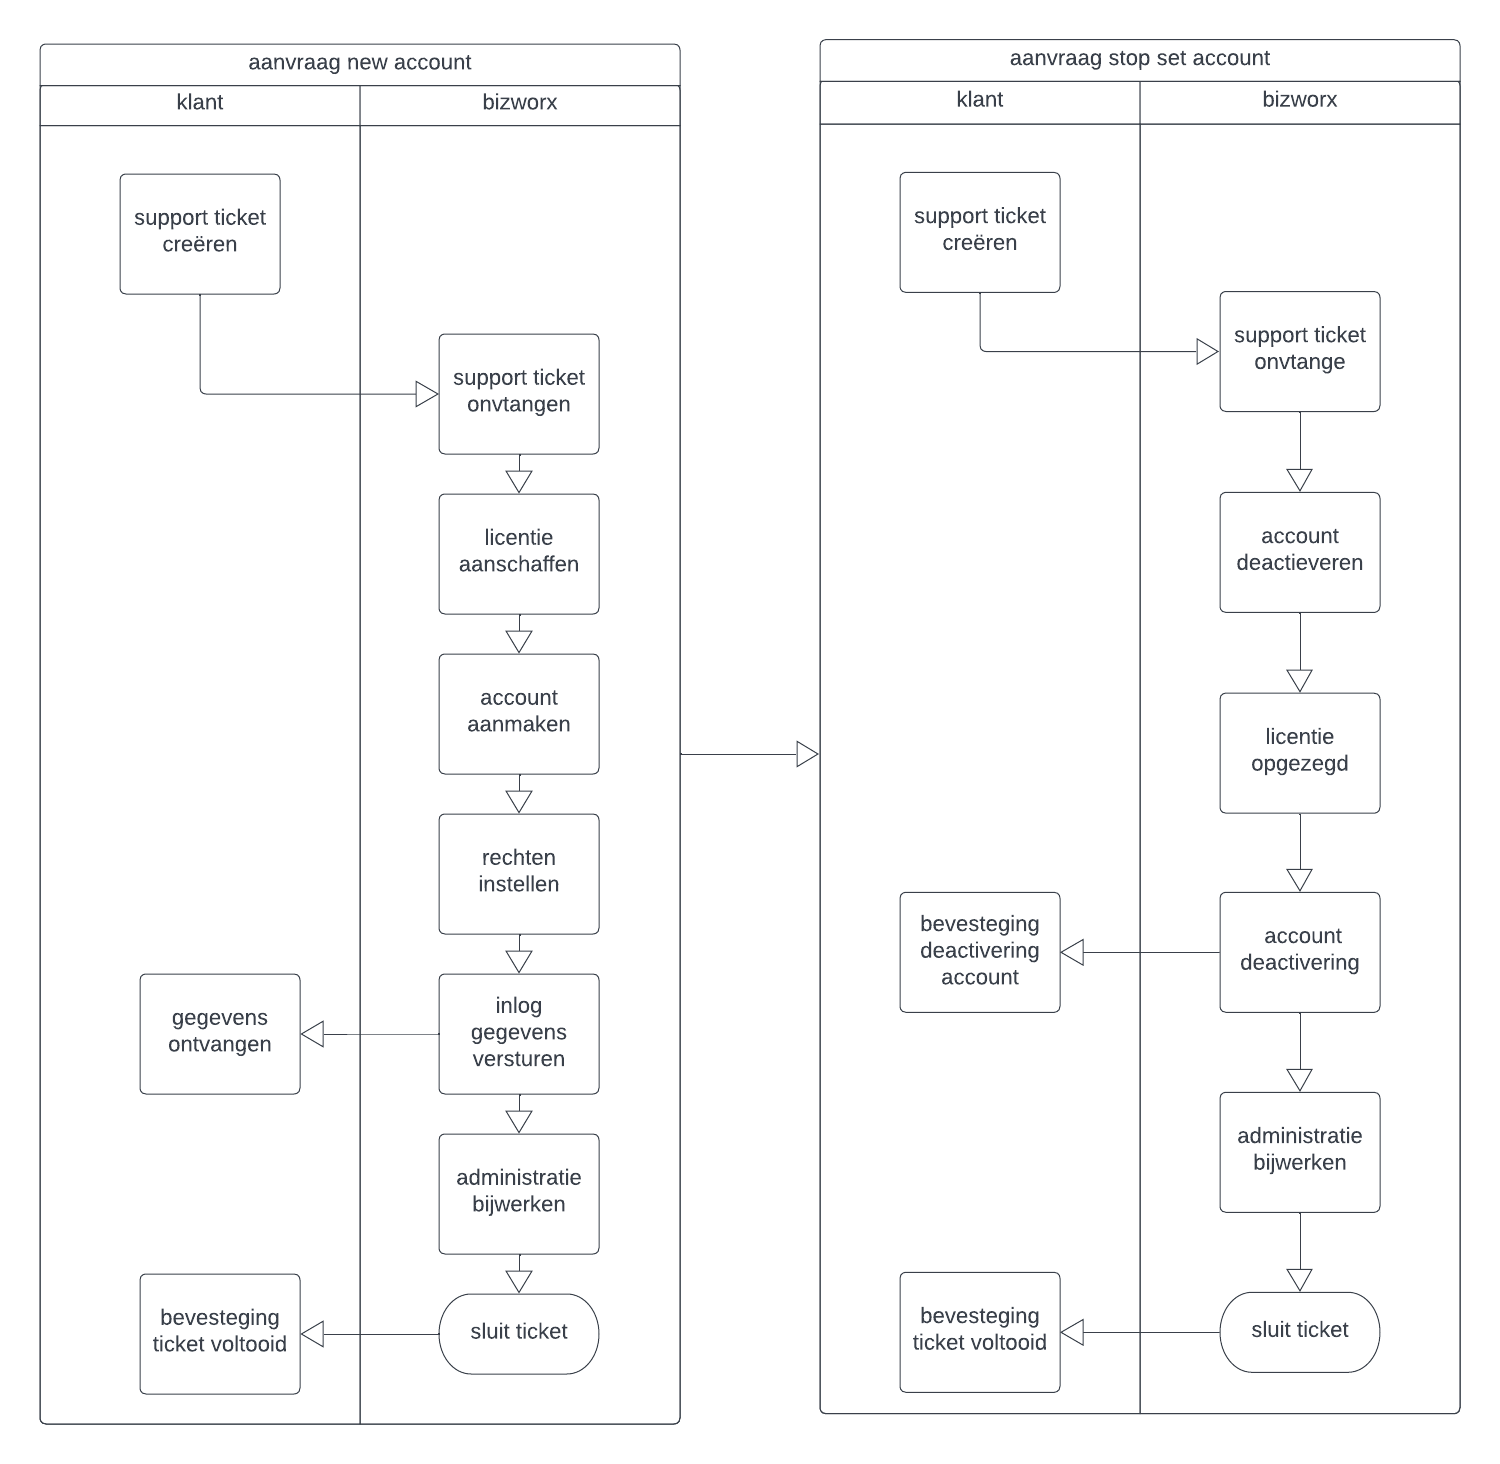 aanvraag new account
klant
bizworx
support ticket
creëren
support ticket
onvtangen
licentie
aanschaffen
account
aanmaken
rechten
instellen
inlog
gegevens
versturen
gegevens
ontvangen
administratie
bijwerken
sluit ticket
bevesteging
ticket voltooid
aanvraag stop set account
klant
bizworx
support ticket
creëren
support ticket
onvtange
account
deactieveren
licentie
opgezegd
account
deactivering
bevesteging
deactivering
account
administratie
bijwerken
sluit ticket
bevesteging
ticket voltooid